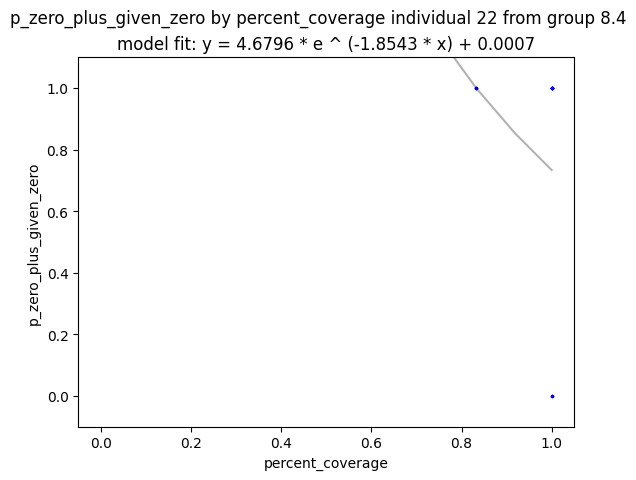 p_zero_plus_given_zero by percent_coverage individual 22 from group 8.4
model fit: y = 4.6796 * e ^ (-1.8543 * x) + 0.0007
1.0
0.8
0.6
0.4
0.2
0.0
p_zero_plus_given_zero
0.0 0.2 0.4 0.6 0.8 1.0
percent_coverage